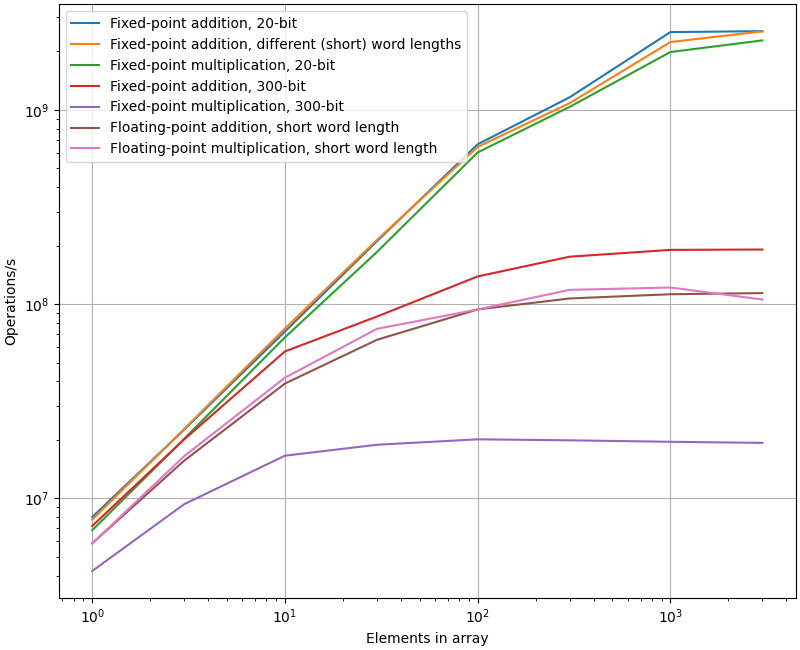 Fixed-point addition, 20-bit
Fixed-point addition, different (short) word lengths
Fixed-point multiplication, 20-bit
Fixed-point addition, 300-bit
Fixed-point multiplication, 300-bit
Floating-point addition, short word length
Floating-point multiplication, short word length
10⁹
10⁸
10⁷
Operations/s
10⁰ 10¹ 10² 10³
Elements in array